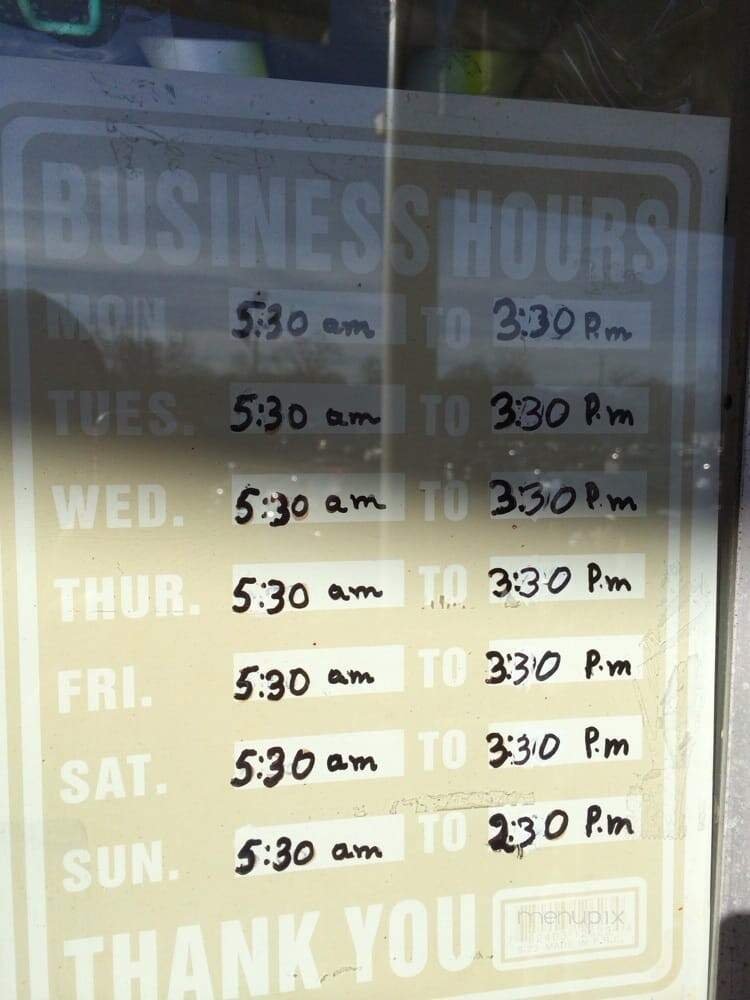 BUSINESS HOURS
MON. 5:30 am TO 3:30 P.m
TUES. 5:30 am TO 3:30 P.m
WED. 5:30 am TO 3:30 P.m
THUR. 5:30 am TO 3:30 P.m
FRI. 5:30 am TO 3:30 P.m
SAT. 5:30 am TO 3:30 P.m
SUN. 5:30 am TO 2:30 P.m
THANK YOU
menupix